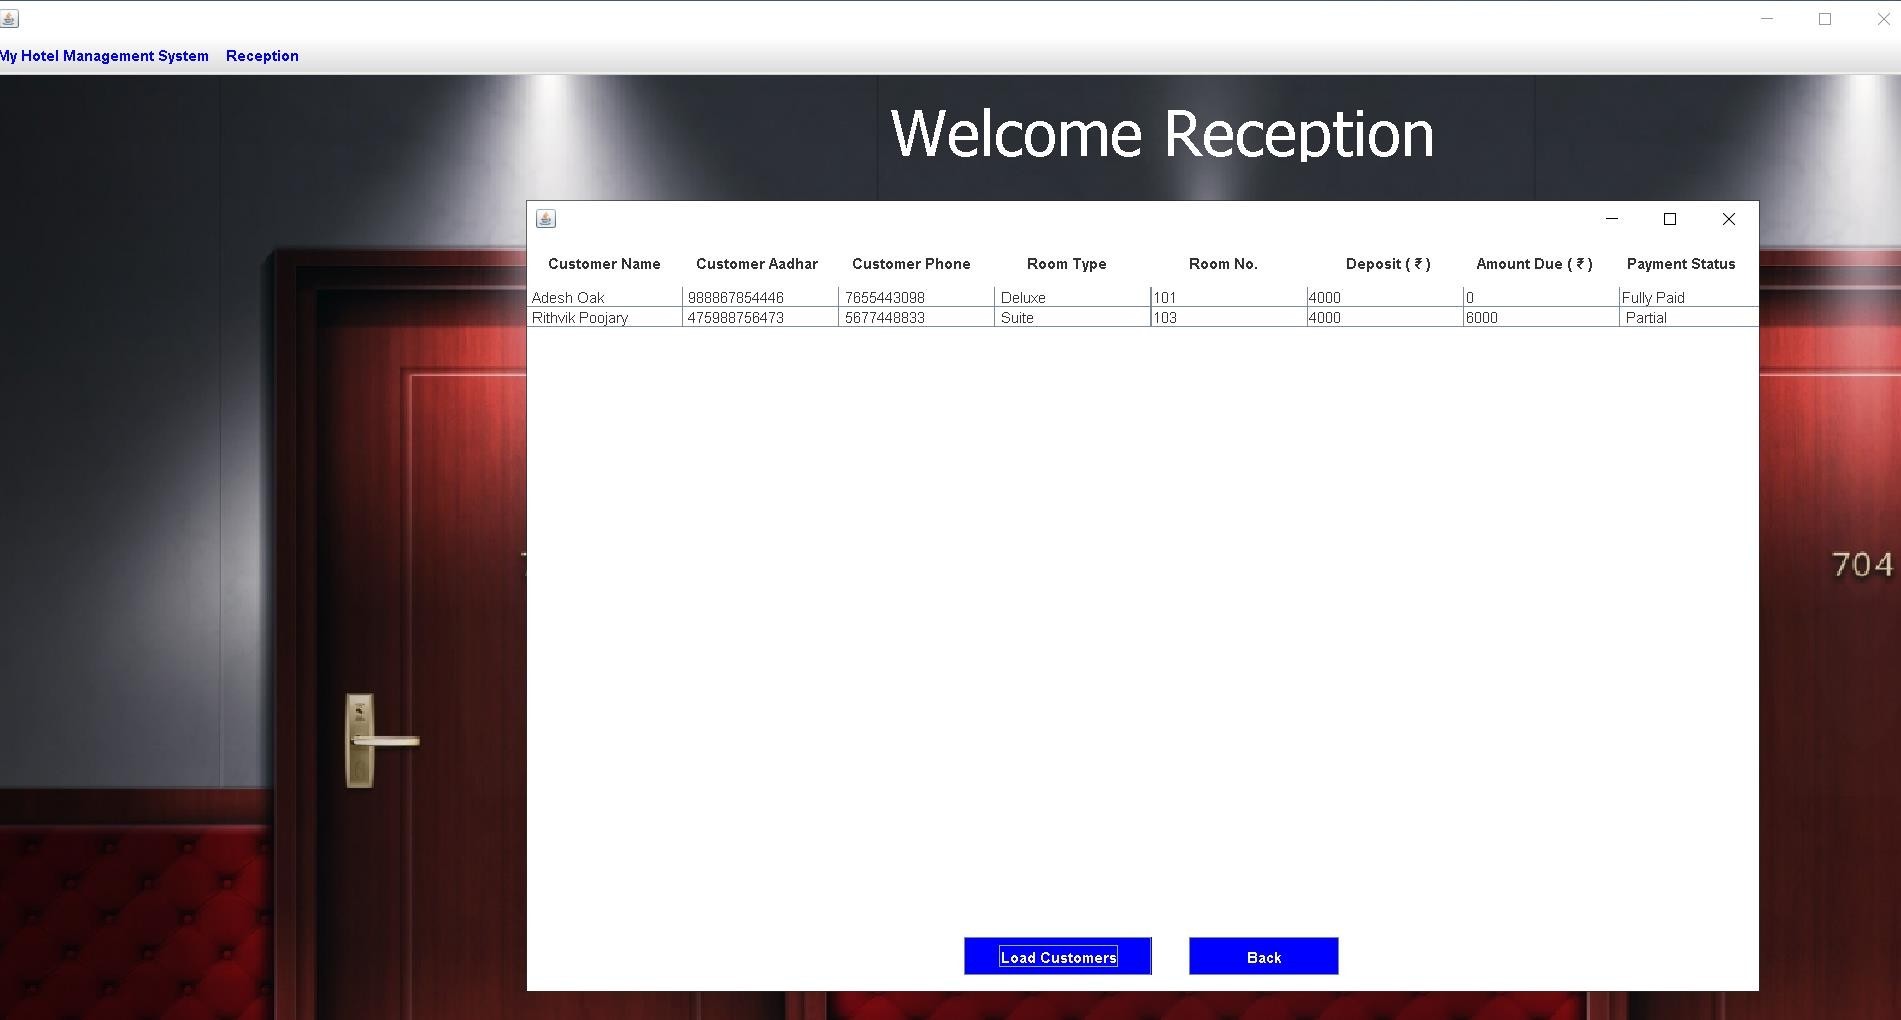 My Hotel Management System Reception
Welcome Reception
Customer Name Customer Aadhar Customer Phone Room Type Room No. Deposit ( ₹ ) Amount Due ( ₹ ) Payment Status
Adesh Oak 988867854446 7655443098 Deluxe 101 4000 0 Fully Paid
Rithvik Poojary 475988756473 5677448833 Suite 103 4000 6000 Partial
704
Load Customers Back